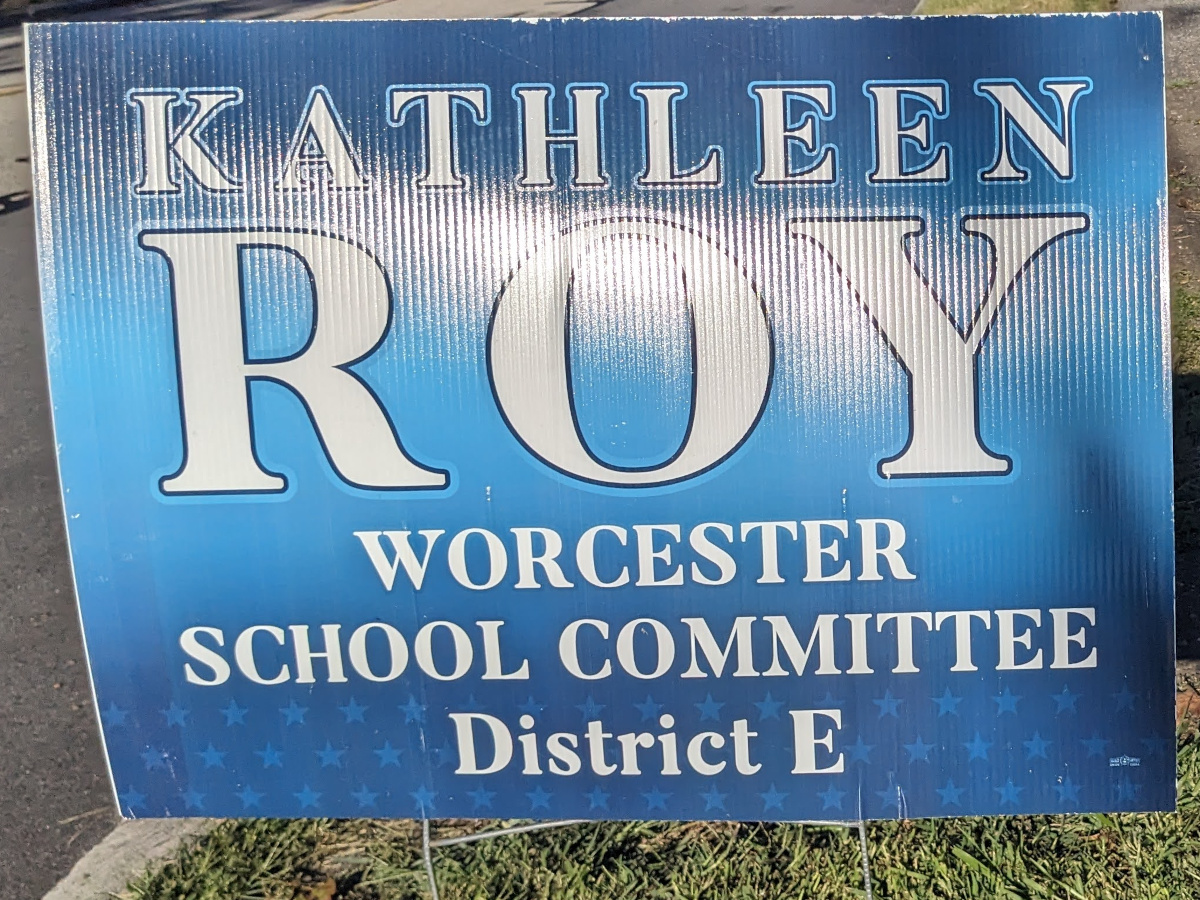 KATHLEEN
ROY
WORCESTER
SCHOOL COMMITTEE
District E